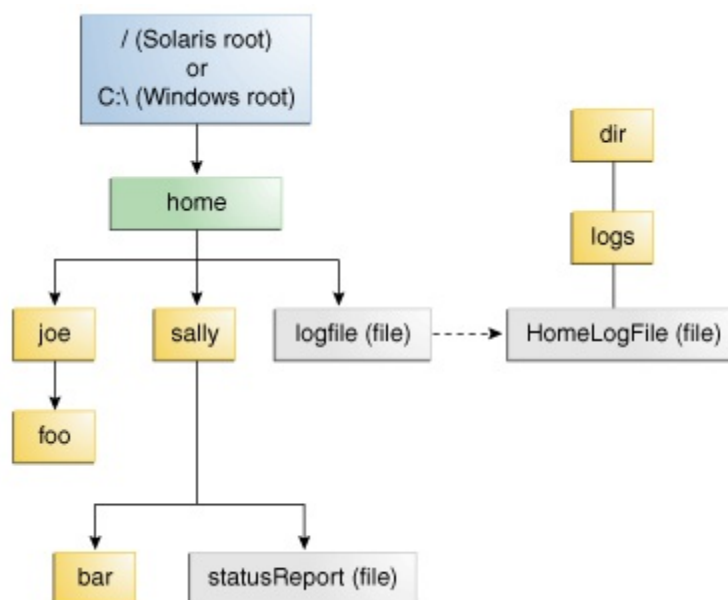 / (Solaris root)
or
C:\ (Windows root)
dir
home
logs
joe
sally
logfile (file)
HomeLogFile (file)
foo
bar
statusReport (file)